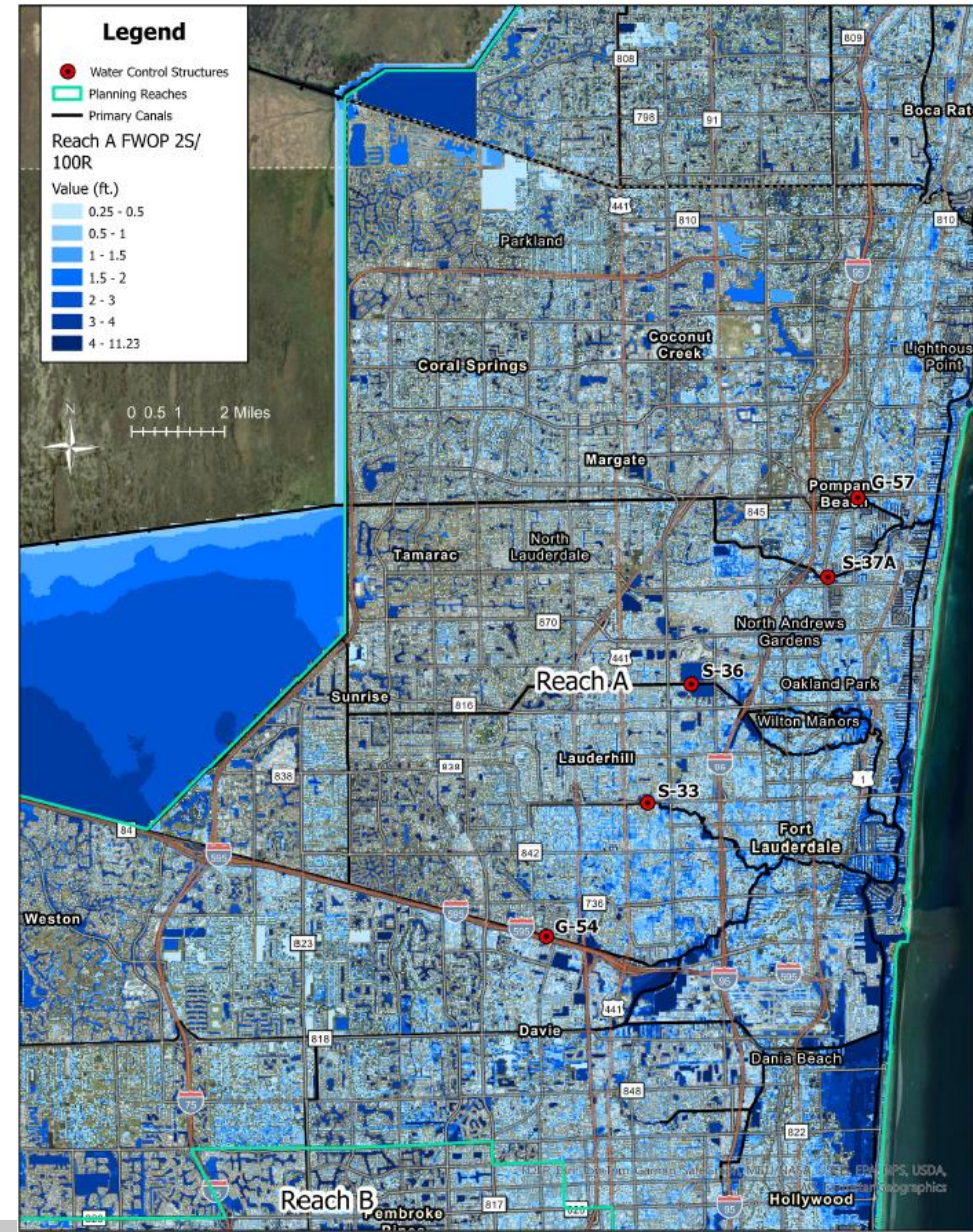 Legend
Water Control Structures
Planning Reaches
Primary Canals
Reach A FWOP 2S/
100R
Value (ft.)
0.25 - 0.5
0.5 - 1
1 - 1.5
1.5 - 2
2 - 3
3 - 4
4 - 11.23
N
0 0.5 1 2 Miles
809
808
798
91
Boca Rat
441
810
810
Parkland
95
Coconut
Creek
Coral Springs
Lighthous
Point
Margate
Pompan
Beach
G-57
845
North
Lauderdale
Tamarac
S-37A
870
North Andrews
Gardens
441
S-36
Reach A
Oakland Park
Sunrise
816
Wilton Manors
Lauderhill
838
838
1
S-33
84
Fort
Lauderdale
595
842
736
Weston
595
595
G-54
823
95
595
441
818
Davie
Dania Beach
848
75
822
Reach B
817
Hollywood
Pembroke
Pines
95